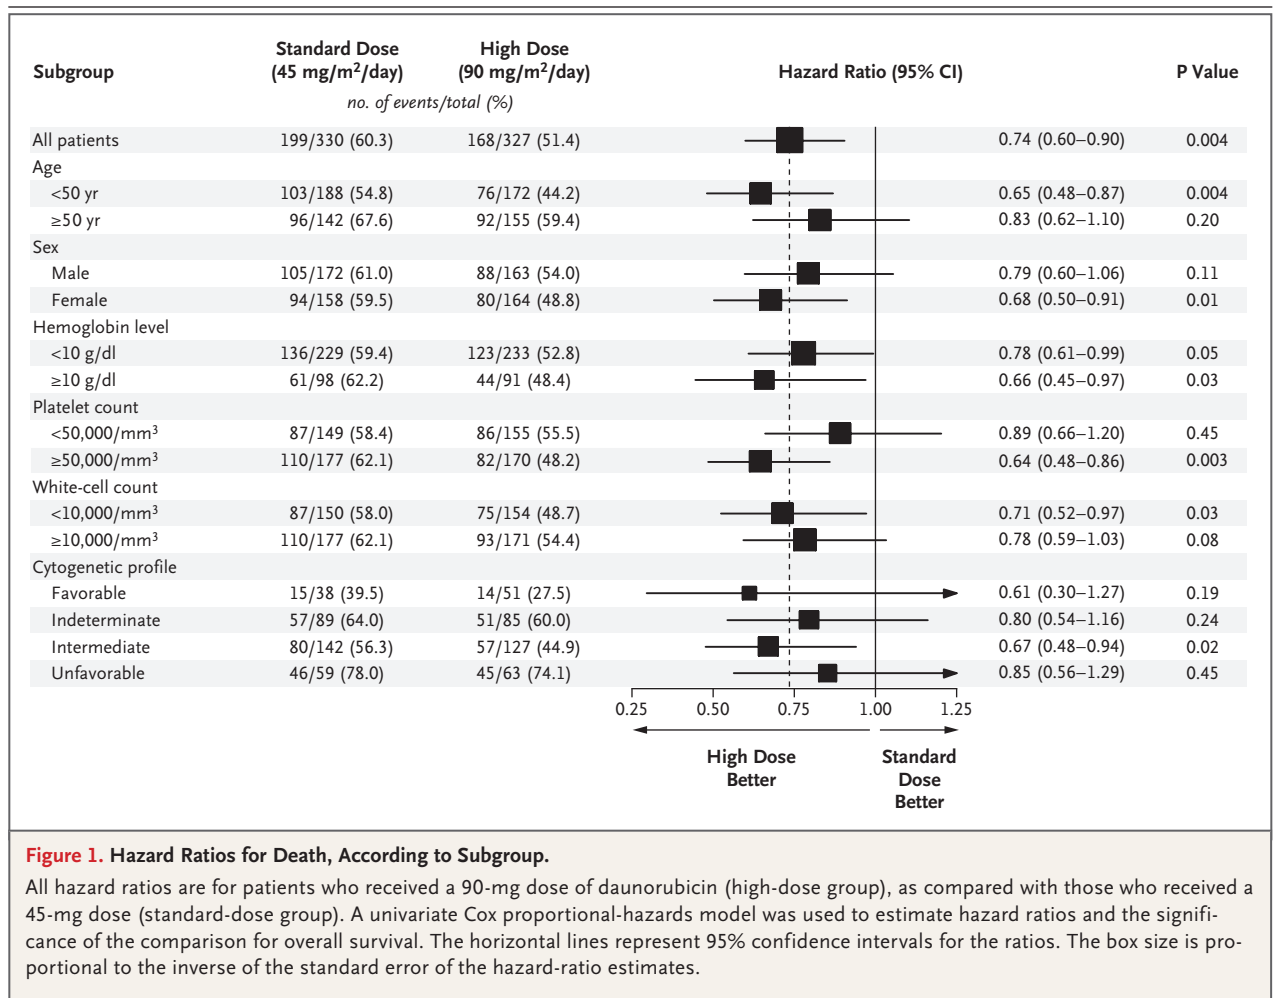 Subgroup Standard Dose (45 mg/m²/day) High Dose (90 mg/m²/day) Hazard Ratio (95% CI) P Value
no. of events/total (%)
All patients 199/330 (60.3) 168/327 (51.4) 0.74 (0.60–0.90) 0.004
Age
<50 yr 103/188 (54.8) 76/172 (44.2) 0.65 (0.48–0.87) 0.004
≥50 yr 96/142 (67.6) 92/155 (59.4) 0.83 (0.62–1.10) 0.20
Sex
Male 105/172 (61.0) 88/163 (54.0) 0.79 (0.60–1.06) 0.11
Female 94/158 (59.5) 80/164 (48.8) 0.68 (0.50–0.91) 0.01
Hemoglobin level
<10 g/dl 136/229 (59.4) 123/233 (52.8) 0.78 (0.61–0.99) 0.05
≥10 g/dl 61/98 (62.2) 44/91 (48.4) 0.66 (0.45–0.97) 0.03
Platelet count
<50,000/mm³ 87/149 (58.4) 86/155 (55.5) 0.89 (0.66–1.20) 0.45
≥50,000/mm³ 110/177 (62.1) 82/170 (48.2) 0.64 (0.48–0.86) 0.003
White-cell count
<10,000/mm³ 87/150 (58.0) 75/154 (48.7) 0.71 (0.52–0.97) 0.03
≥10,000/mm³ 110/177 (62.1) 93/171 (54.4) 0.78 (0.59–1.03) 0.08
Cytogenetic profile
Favorable 15/38 (39.5) 14/51 (27.5) 0.61 (0.30–1.27) 0.19
Indeterminate 57/89 (64.0) 51/85 (60.0) 0.80 (0.54–1.16) 0.24
Intermediate 80/142 (56.3) 57/127 (44.9) 0.67 (0.48–0.94) 0.02
Unfavorable 46/59 (78.0) 45/63 (74.1) 0.85 (0.56–1.29) 0.45
0.25 0.50 0.75 1.00 1.25
High Dose Better
Standard Dose Better
Figure 1. Hazard Ratios for Death, According to Subgroup.
All hazard ratios are for patients who received a 90-mg dose of daunorubicin (high-dose group), as compared with those who received a
45-mg dose (standard-dose group). A univariate Cox proportional-hazards model was used to estimate hazard ratios and the signifi-
cance of the comparison for overall survival. The horizontal lines represent 95% confidence intervals for the ratios. The box size is pro-
portional to the inverse of the standard error of the hazard-ratio estimates.